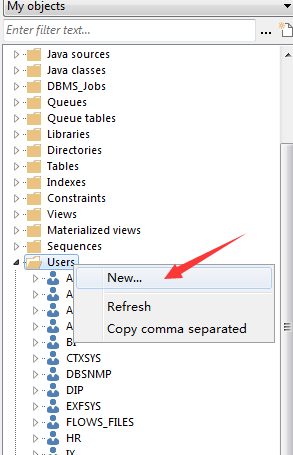 My objects
Enter filter text...
...
Java sources
Java classes
DBMS_Jobs
Queues
Queue tables
Libraries
Directories
Tables
Indexes
Constraints
Views
Materialized views
Sequences
Users
New...
Refresh
Copy comma separated
A
A
A
A
CTXSYS
DBSNMP
DIP
EXFSYS
FLOWS_FILES
HR